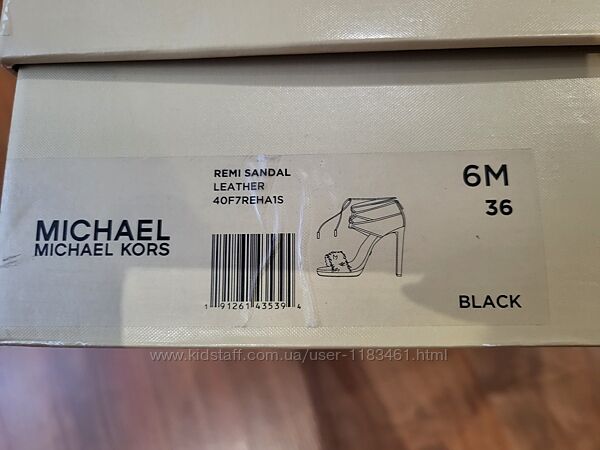 REMI SANDAL
LEATHER
40F7REHA1S
6M
36
MICHAEL
MICHAEL KORS
1 91261 43539 4
BLACK
www.kidstaff.com.ua/user-1183461.html